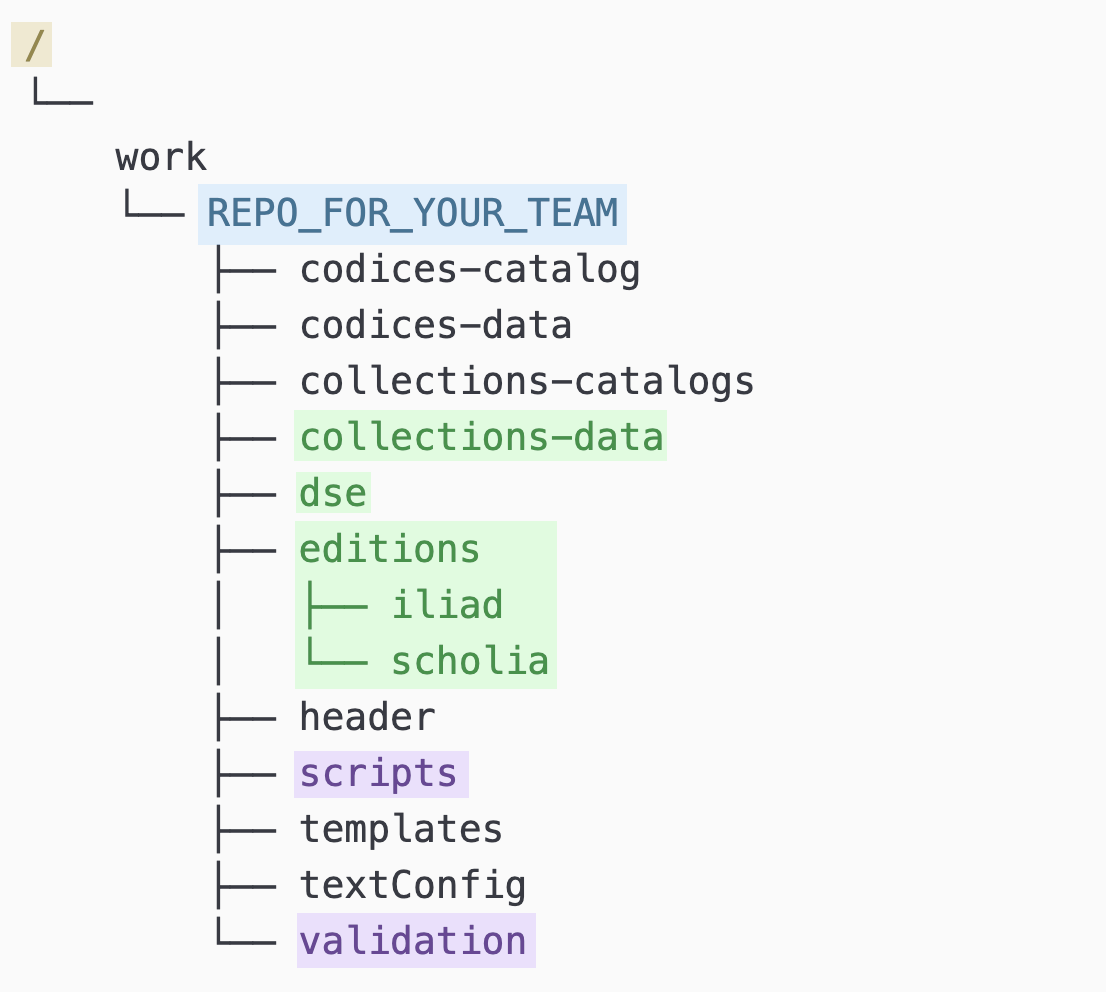 /
└──
work
└── REPO_FOR_YOUR_TEAM
├── codices-catalog
├── codices-data
├── collections-catalogs
├── collections-data
├── dse
├── editions
│   ├── iliad
│   └── scholia
├── header
├── scripts
├── templates
├── textConfig
└── validation